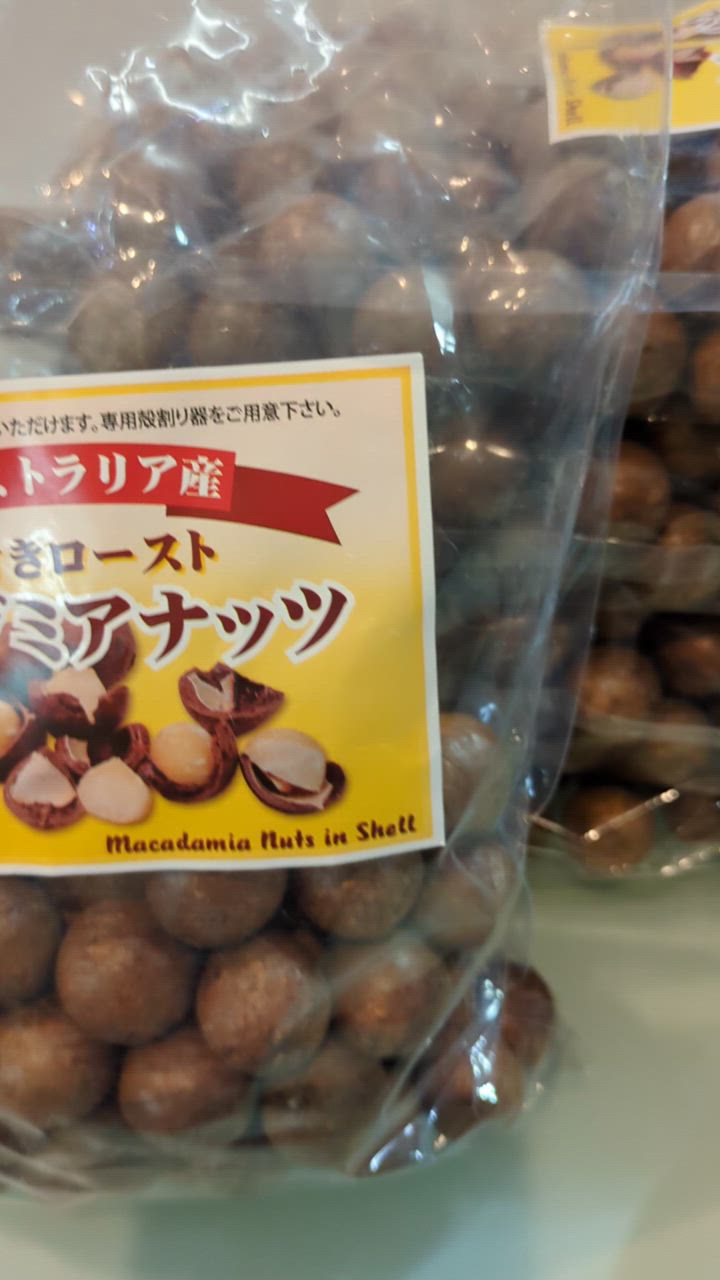 いただけます。専用殻割り器をご用意下さい。
ストラリア産
きロースト
ミアナッツ
Macadamia Nuts in Shell
Shell